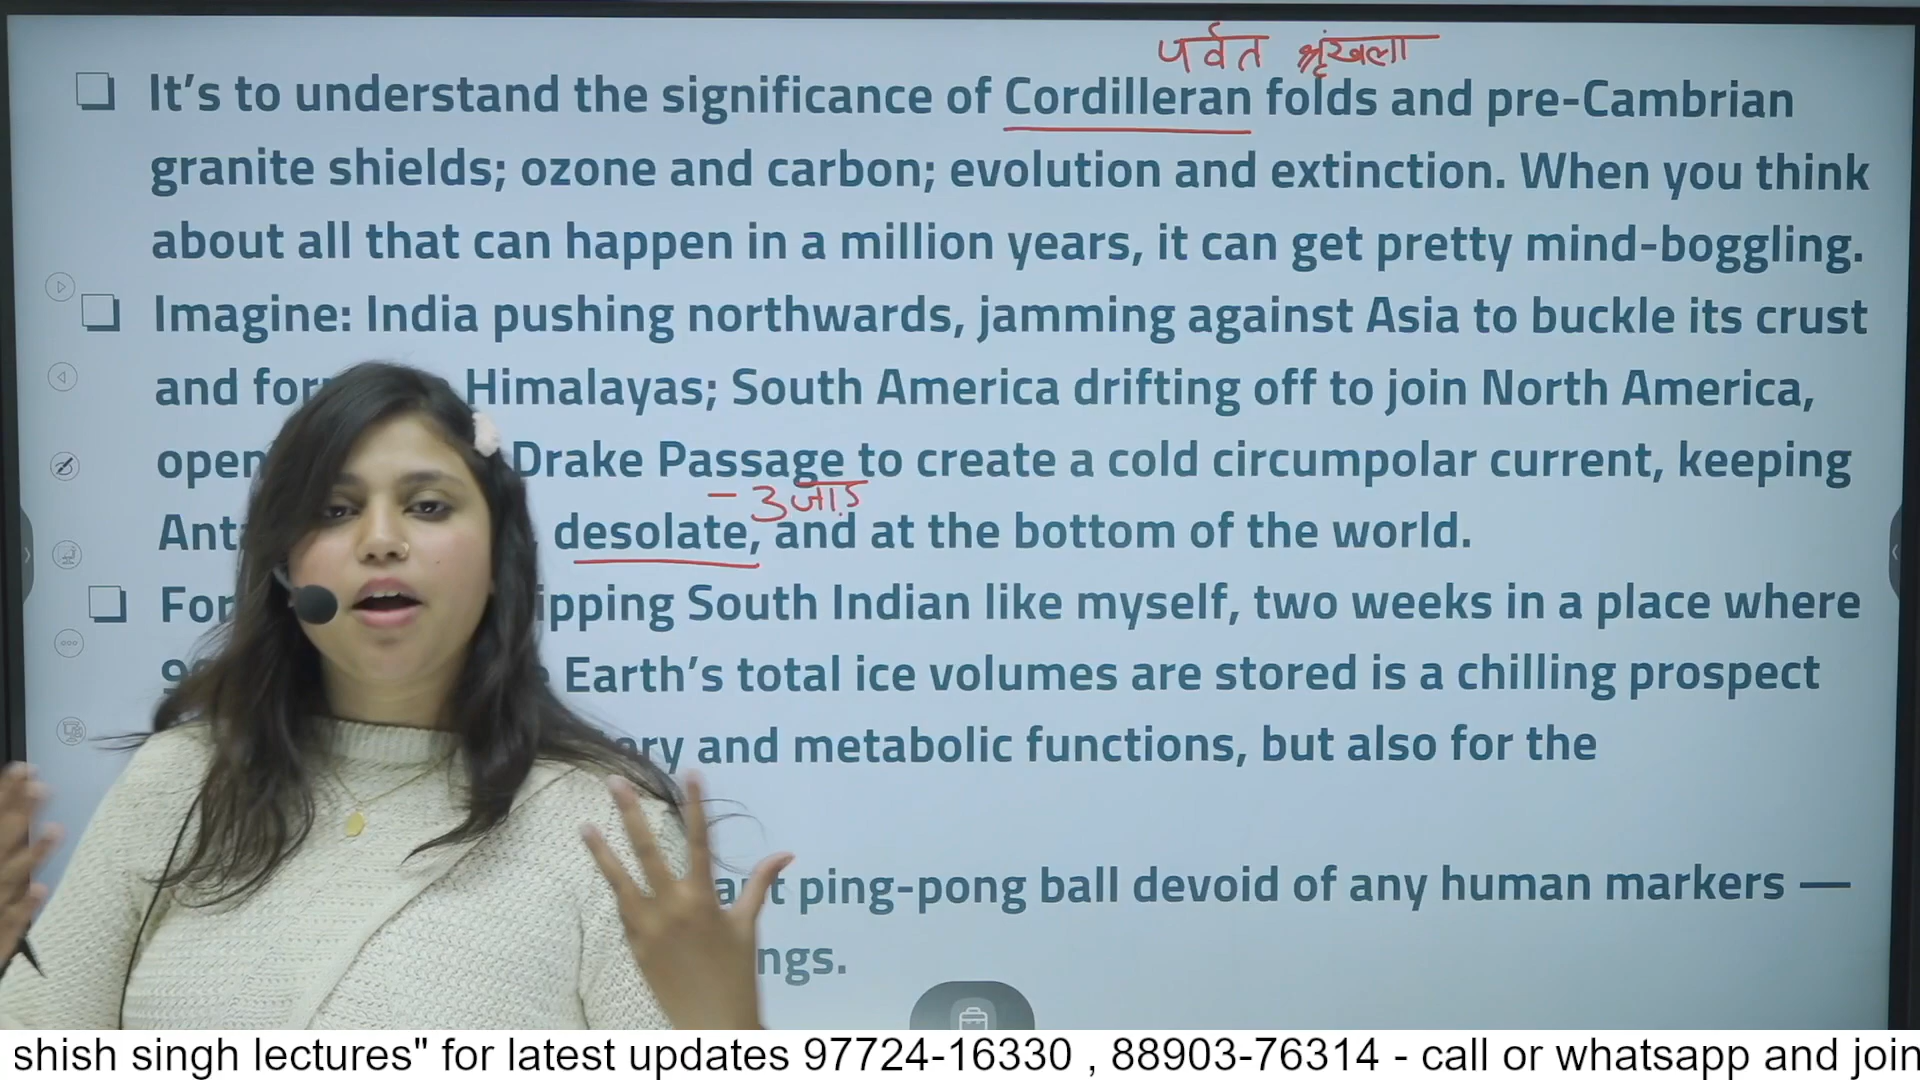 पर्वत श्रृंखला
It's to understand the significance of Cordilleran folds and pre-Cambrian
granite shields; ozone and carbon; evolution and extinction. When you think
about all that can happen in a million years, it can get pretty mind-boggling.
Imagine: India pushing northwards, jamming against Asia to buckle its crust
and Himalayas; South America drifting off to join North America,
Drake Passage to create a cold circumpolar current, keeping
- उजाड़
desolate, and at the bottom of the world.
For ipping South Indian like myself, two weeks in a place where
Earth's total ice volumes are stored is a chilling prospect
and metabolic functions, but also for the
ping-pong ball devoid of any human markers —
ngs.
shish singh lectures" for latest updates 97724-16330 , 88903-76314 - call or whatsapp and join